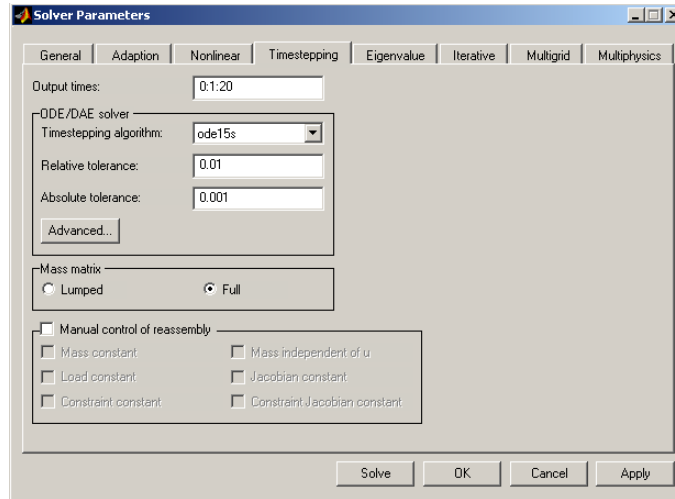 Solver Parameters
General Adaption Nonlinear Timestepping Eigenvalue Iterative Multigrid Multiphysics
Output times: 0:1:20
ODE/DAE solver
Timestepping algorithm: ode15s
Relative tolerance: 0.01
Absolute tolerance: 0.001
Advanced...
Mass matrix
Lumped Full
Manual control of reassembly
Mass constant Mass independent of u
Load constant Jacobian constant
Constraint constant Constraint Jacobian constant
Solve OK Cancel Apply